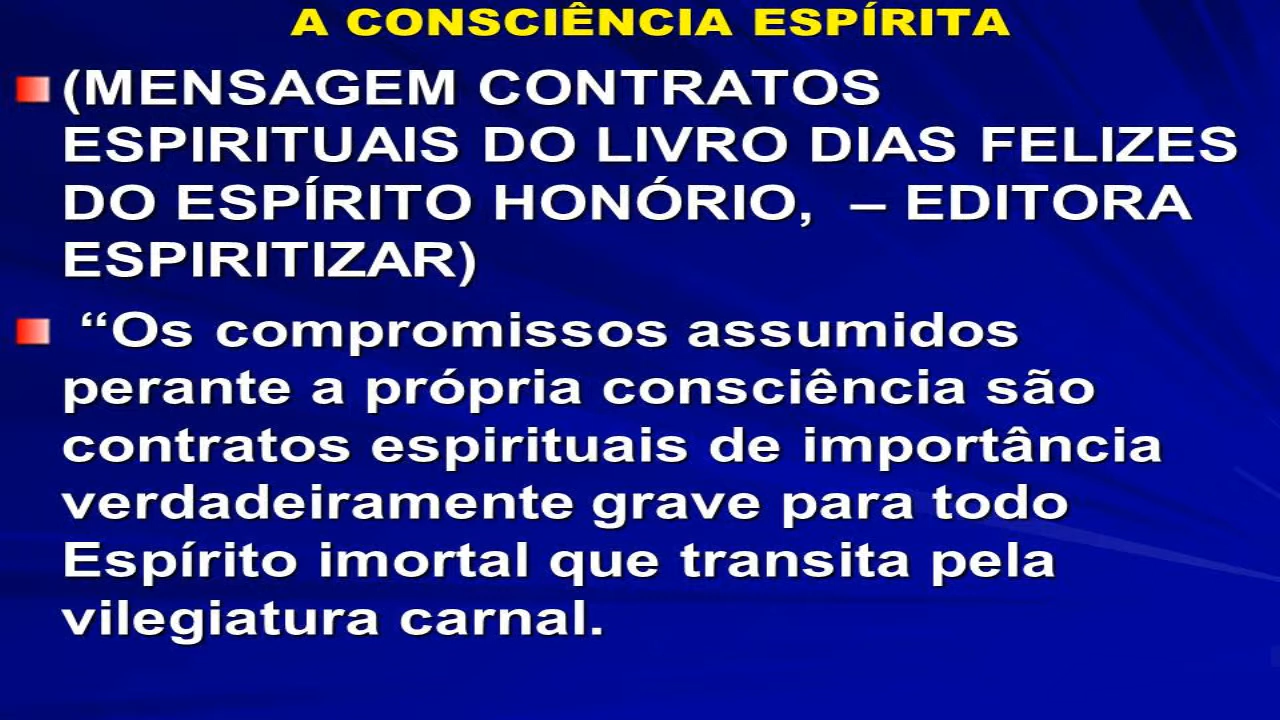 A CONSCIÊNCIA ESPÍRITA
(MENSAGEM CONTRATOS
ESPIRITUAIS DO LIVRO DIAS FELIZES
DO ESPÍRITO HONÓRIO,  – EDITORA
ESPIRITIZAR)
“Os compromissos assumidos
perante a própria consciência são
contratos espirituais de importância
verdadeiramente grave para todo
Espírito imortal que transita pela
vilegiatura carnal.